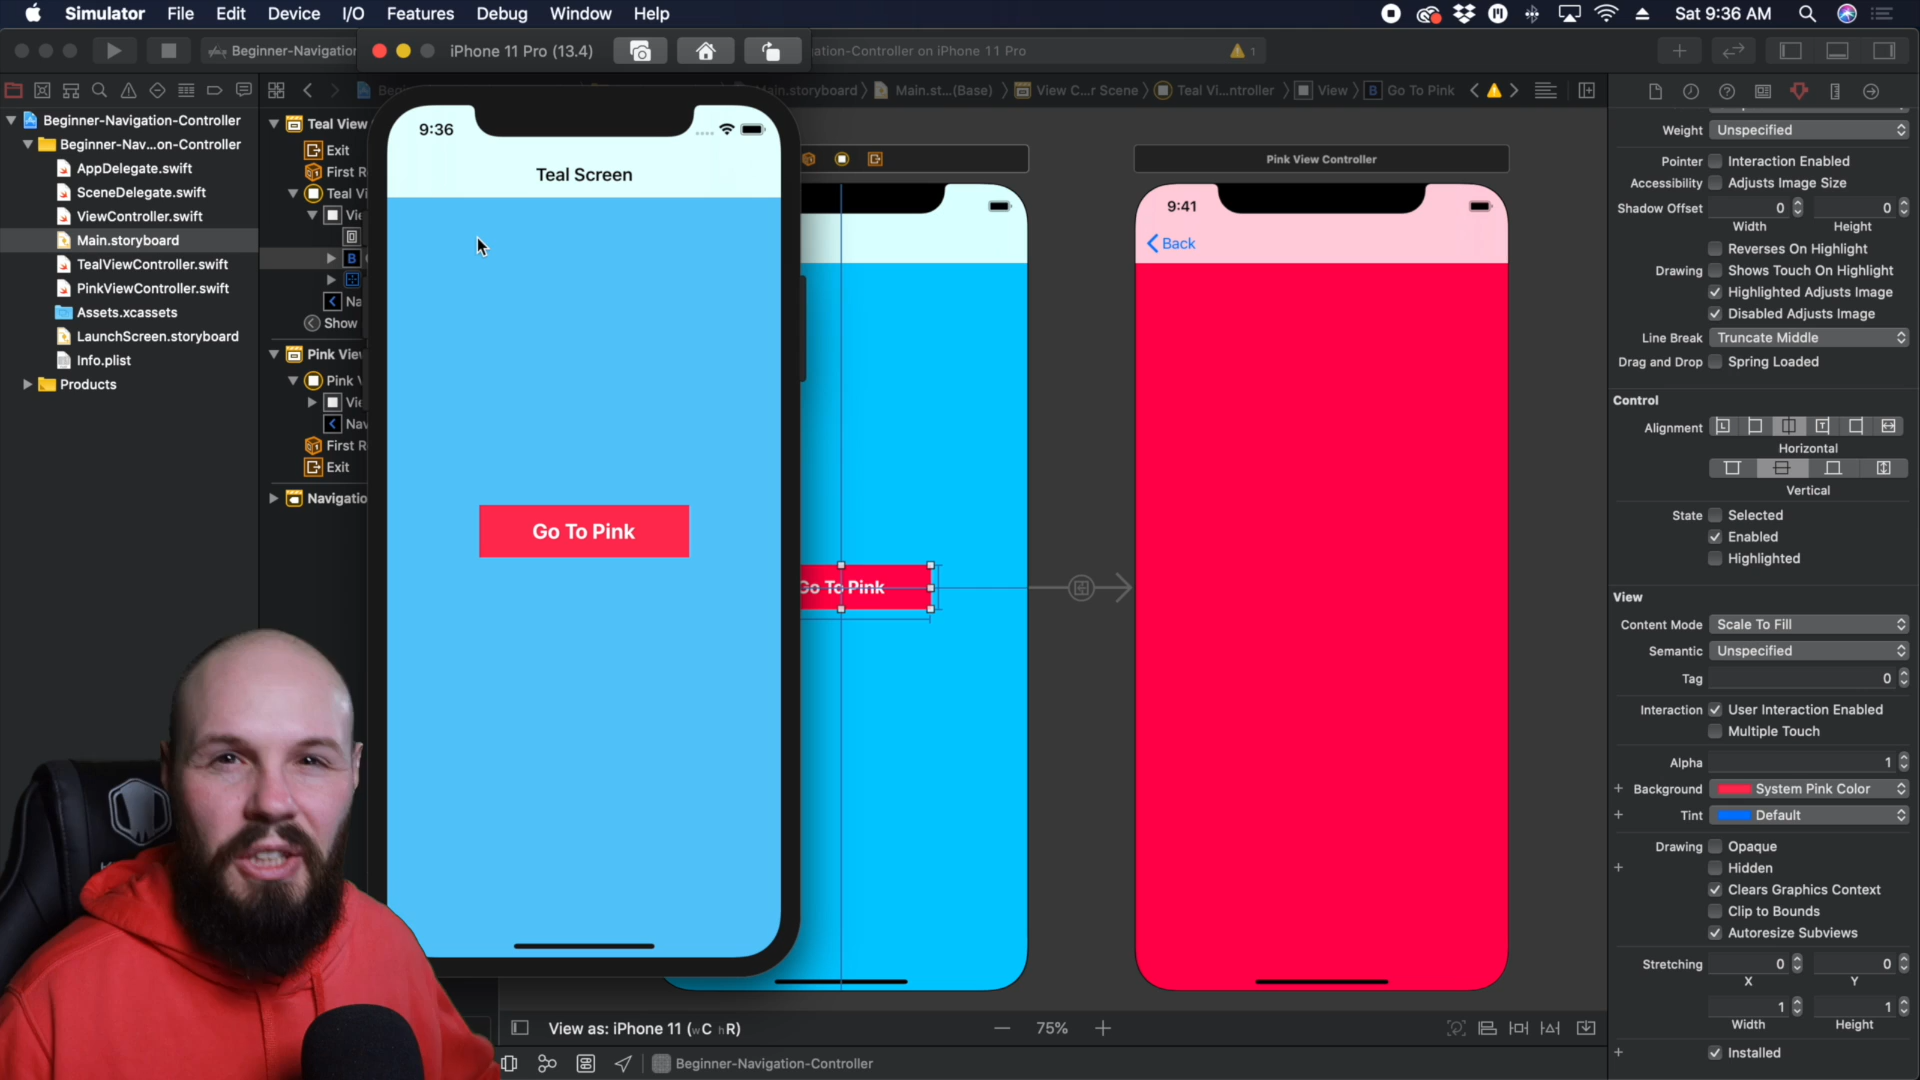 Simulator File Edit Device I/O Features Debug Window Help
Sat 9:36 AM
Beginner-Navigation
iPhone 11 Pro (13.4)
ation-Controller on iPhone 11 Pro
1
Main.st...(Base)
View C...r Scene
Teal Vi...ntroller
View
B Go To Pink
Beginner-Navigation-Controller
Beginner-Nav...on-Controller
AppDelegate.swift
SceneDelegate.swift
ViewController.swift
Main.storyboard
TealViewController.swift
PinkViewController.swift
Assets.xcassets
LaunchScreen.storyboard
Info.plist
Products
Teal View
Exit
First R
Teal Vi
Vie
B
Na
Show
Pink Vie
Pink V
Vie
Nav
First R
Exit
Navigatio
9:36
Teal Screen
Go To Pink
Go To Pink
Pink View Controller
9:41
Back
Weight Unspecified
Pointer Interaction Enabled
Accessibility Adjusts Image Size
Shadow Offset 0 0
Width Height
Reverses On Highlight
Drawing Shows Touch On Highlight
Highlighted Adjusts Image
Disabled Adjusts Image
Line Break Truncate Middle
Drag and Drop Spring Loaded
Control
Alignment
Horizontal
Vertical
State Selected
Enabled
Highlighted
View
Content Mode Scale To Fill
Semantic Unspecified
Tag 0
Interaction User Interaction Enabled
Multiple Touch
Alpha 1
Background System Pink Color
Tint Default
Drawing Opaque
Hidden
Clears Graphics Context
Clip to Bounds
Autoresize Subviews
Stretching 0 0
X Y
1 1
Width Height
Installed
View as: iPhone 11 (wC hR)
75%
Beginner-Navigation-Controller